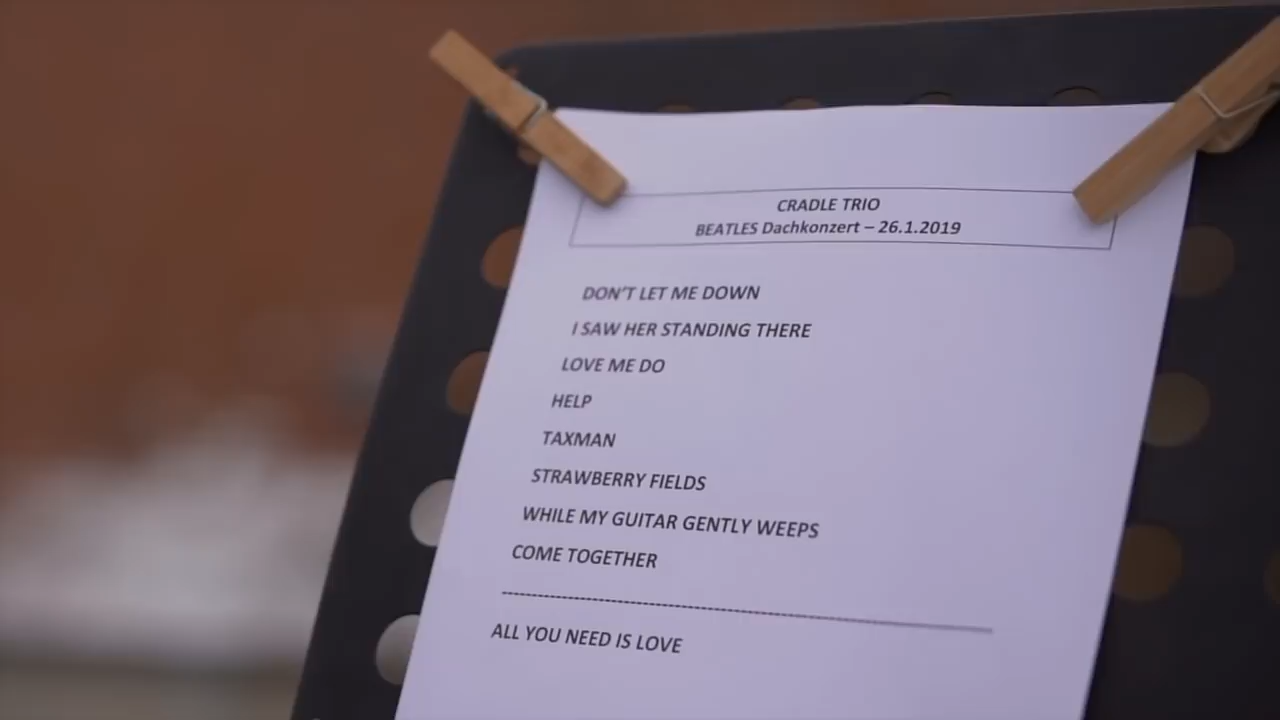 CRADLE TRIO
BEATLES Dachkonzert – 26.1.2019
DON'T LET ME DOWN
I SAW HER STANDING THERE
LOVE ME DO
HELP
TAXMAN
STRAWBERRY FIELDS
WHILE MY GUITAR GENTLY WEEPS
COME TOGETHER
ALL YOU NEED IS LOVE